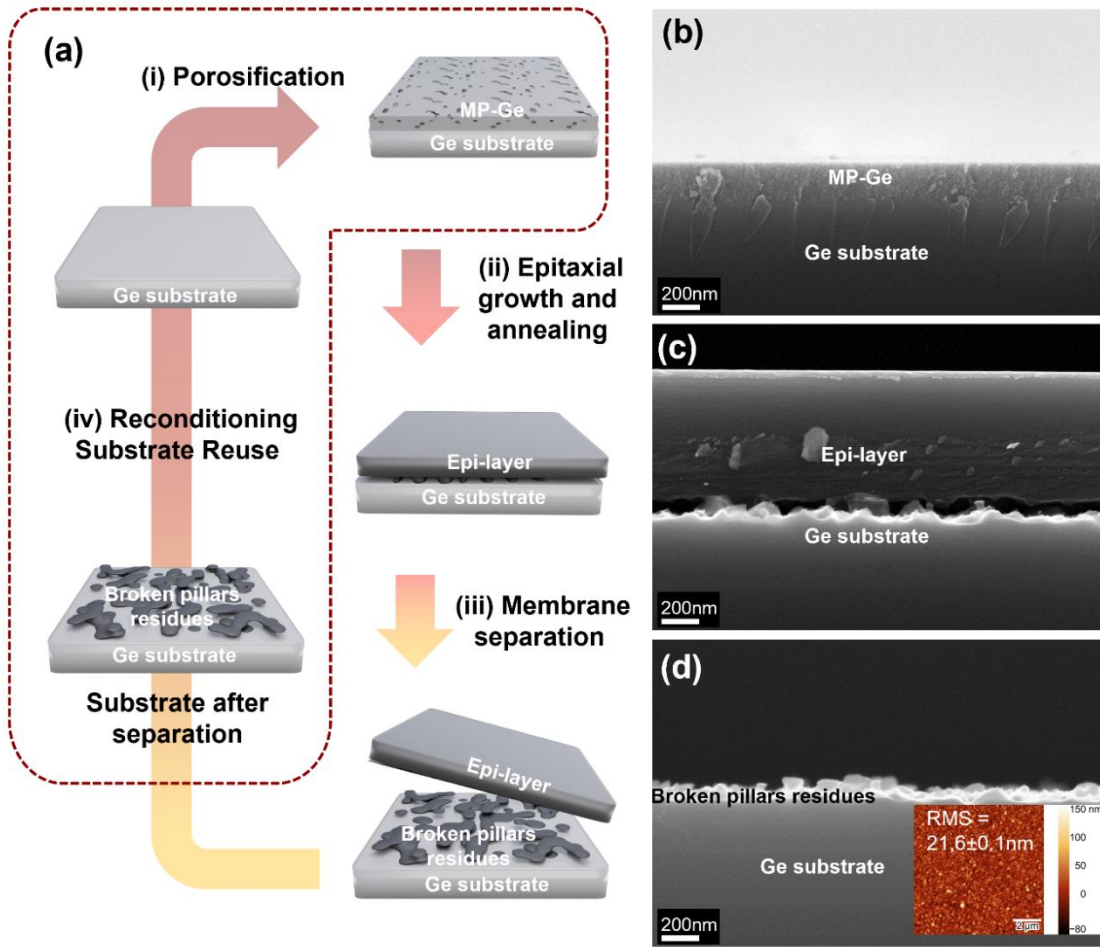 (a)
(i) Porosification
MP-Ge
Ge substrate
Ge substrate
(ii) Epitaxial
growth and
annealing
(iv) Reconditioning
Substrate Reuse
Epi-layer
Ge substrate
Broken pillars
residues
Ge substrate
(iii) Membrane
separation
Substrate after
separation
Epi-layer
Broken pillars
residues
Ge substrate
(b)
MP-Ge
Ge substrate
200nm
(c)
Epi-layer
Ge substrate
200nm
(d)
Broken pillars residues
RMS =
21,6±0,1nm
2 µm
150 nm
100
50
0
−80
Ge substrate
200nm